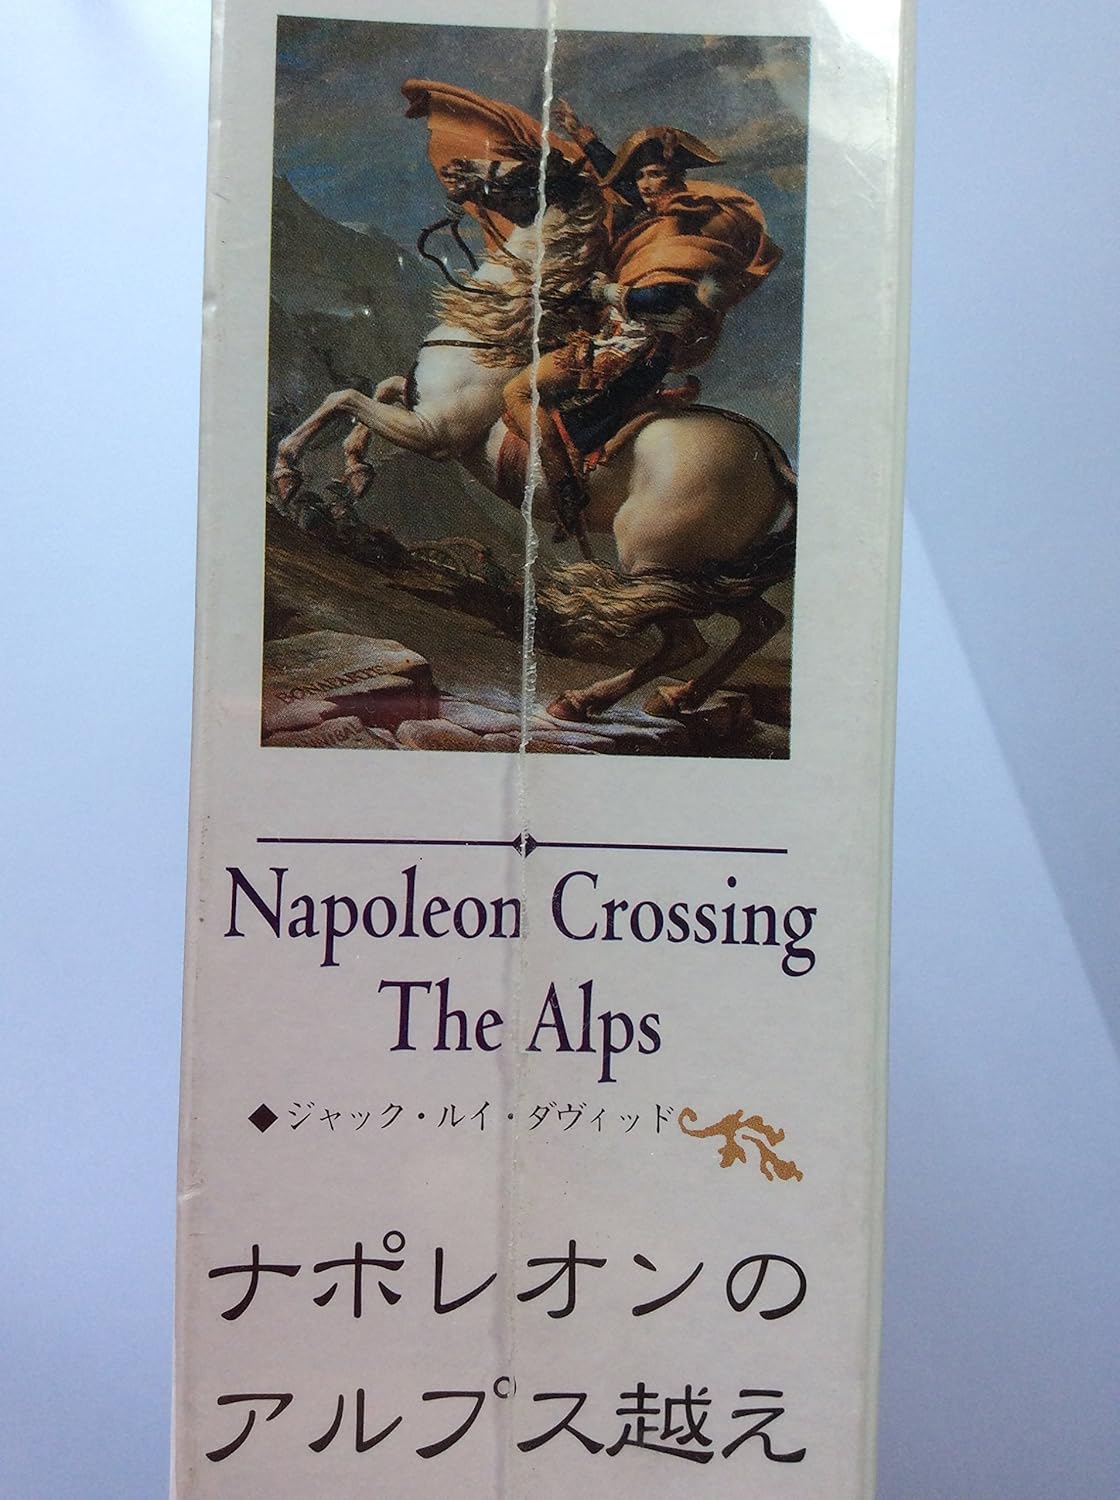 BONAPARTE
Napoleon Crossing
The Alps
◆ジャック・ルイ・ダヴィッド
ナポレオンの
アルプス越え